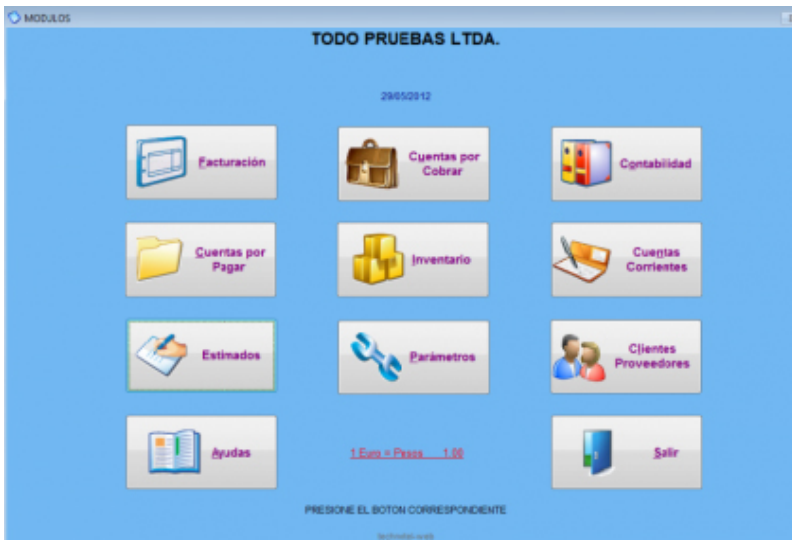 MODULOS
TODO PRUEBAS LTDA.
29/05/2012
Facturación
Cuentas por
Cobrar
Contabilidad
Cuentas por
Pagar
Inventario
Cuentas
Corrientes
Estimados
Parámetros
Clientes
Proveedores
Ayudas
1 Euro = Pesos 1.00
Salir
PRESIONE EL BOTON CORRESPONDIENTE